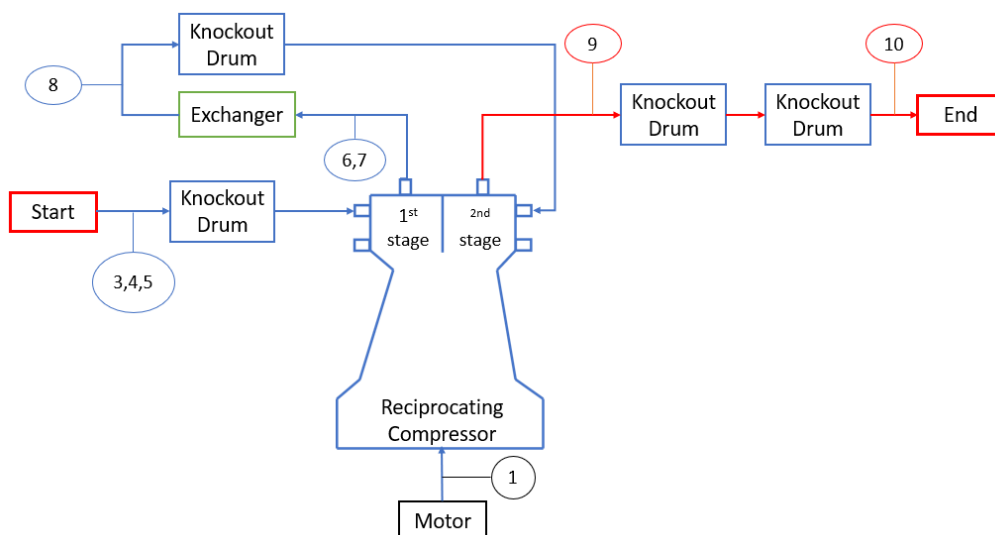 Knockout
Drum
8
Exchanger
6,7
9
10
Knockout
Drum
Knockout
Drum
End
Start
Knockout
Drum
3,4,5
1st
stage
2nd
stage
Reciprocating
Compressor
1
Motor